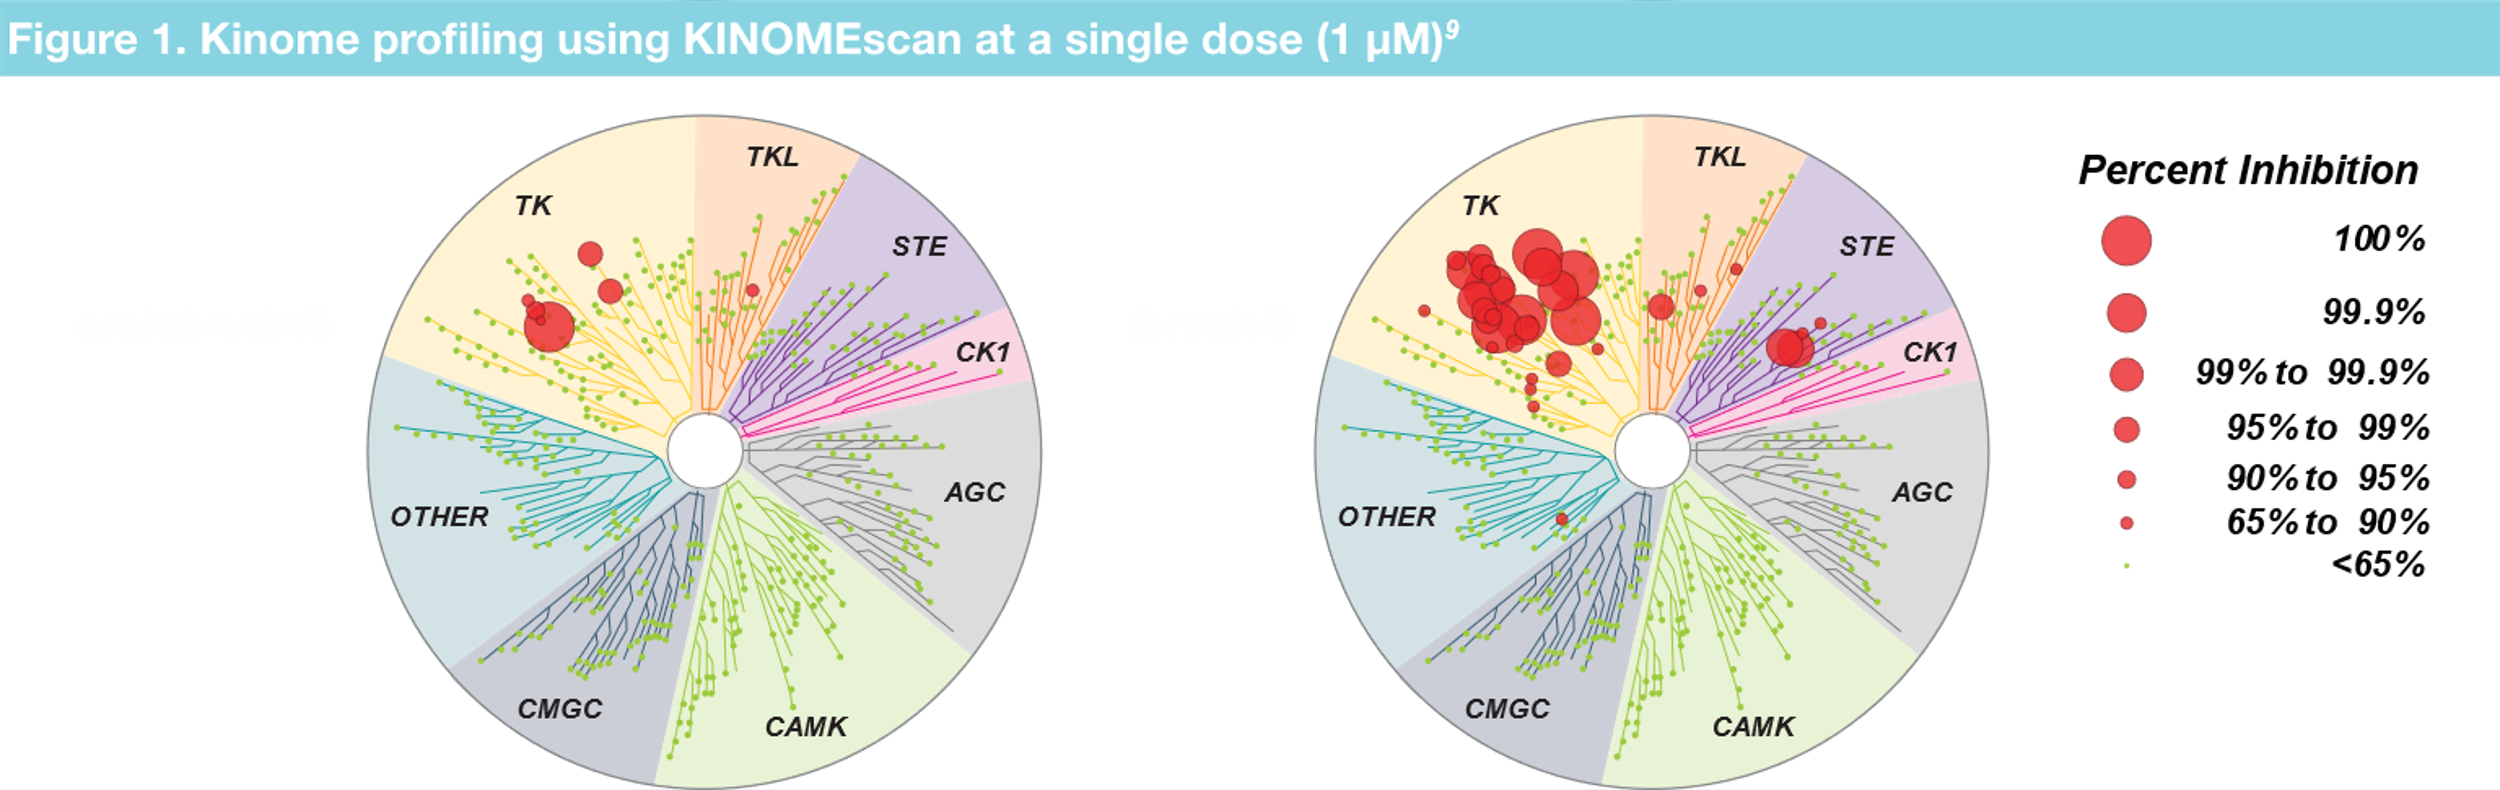 Figure 1. Kinome profiling using KINOMEscan at a single dose (1 µM)⁹
TKL
TK
STE
CK1
AGC
OTHER
CMGC
CAMK
TKL
TK
STE
CK1
AGC
OTHER
CMGC
CAMK
Percent Inhibition
100%
99.9%
99% to 99.9%
95% to 99%
90% to 95%
65% to 90%
<65%